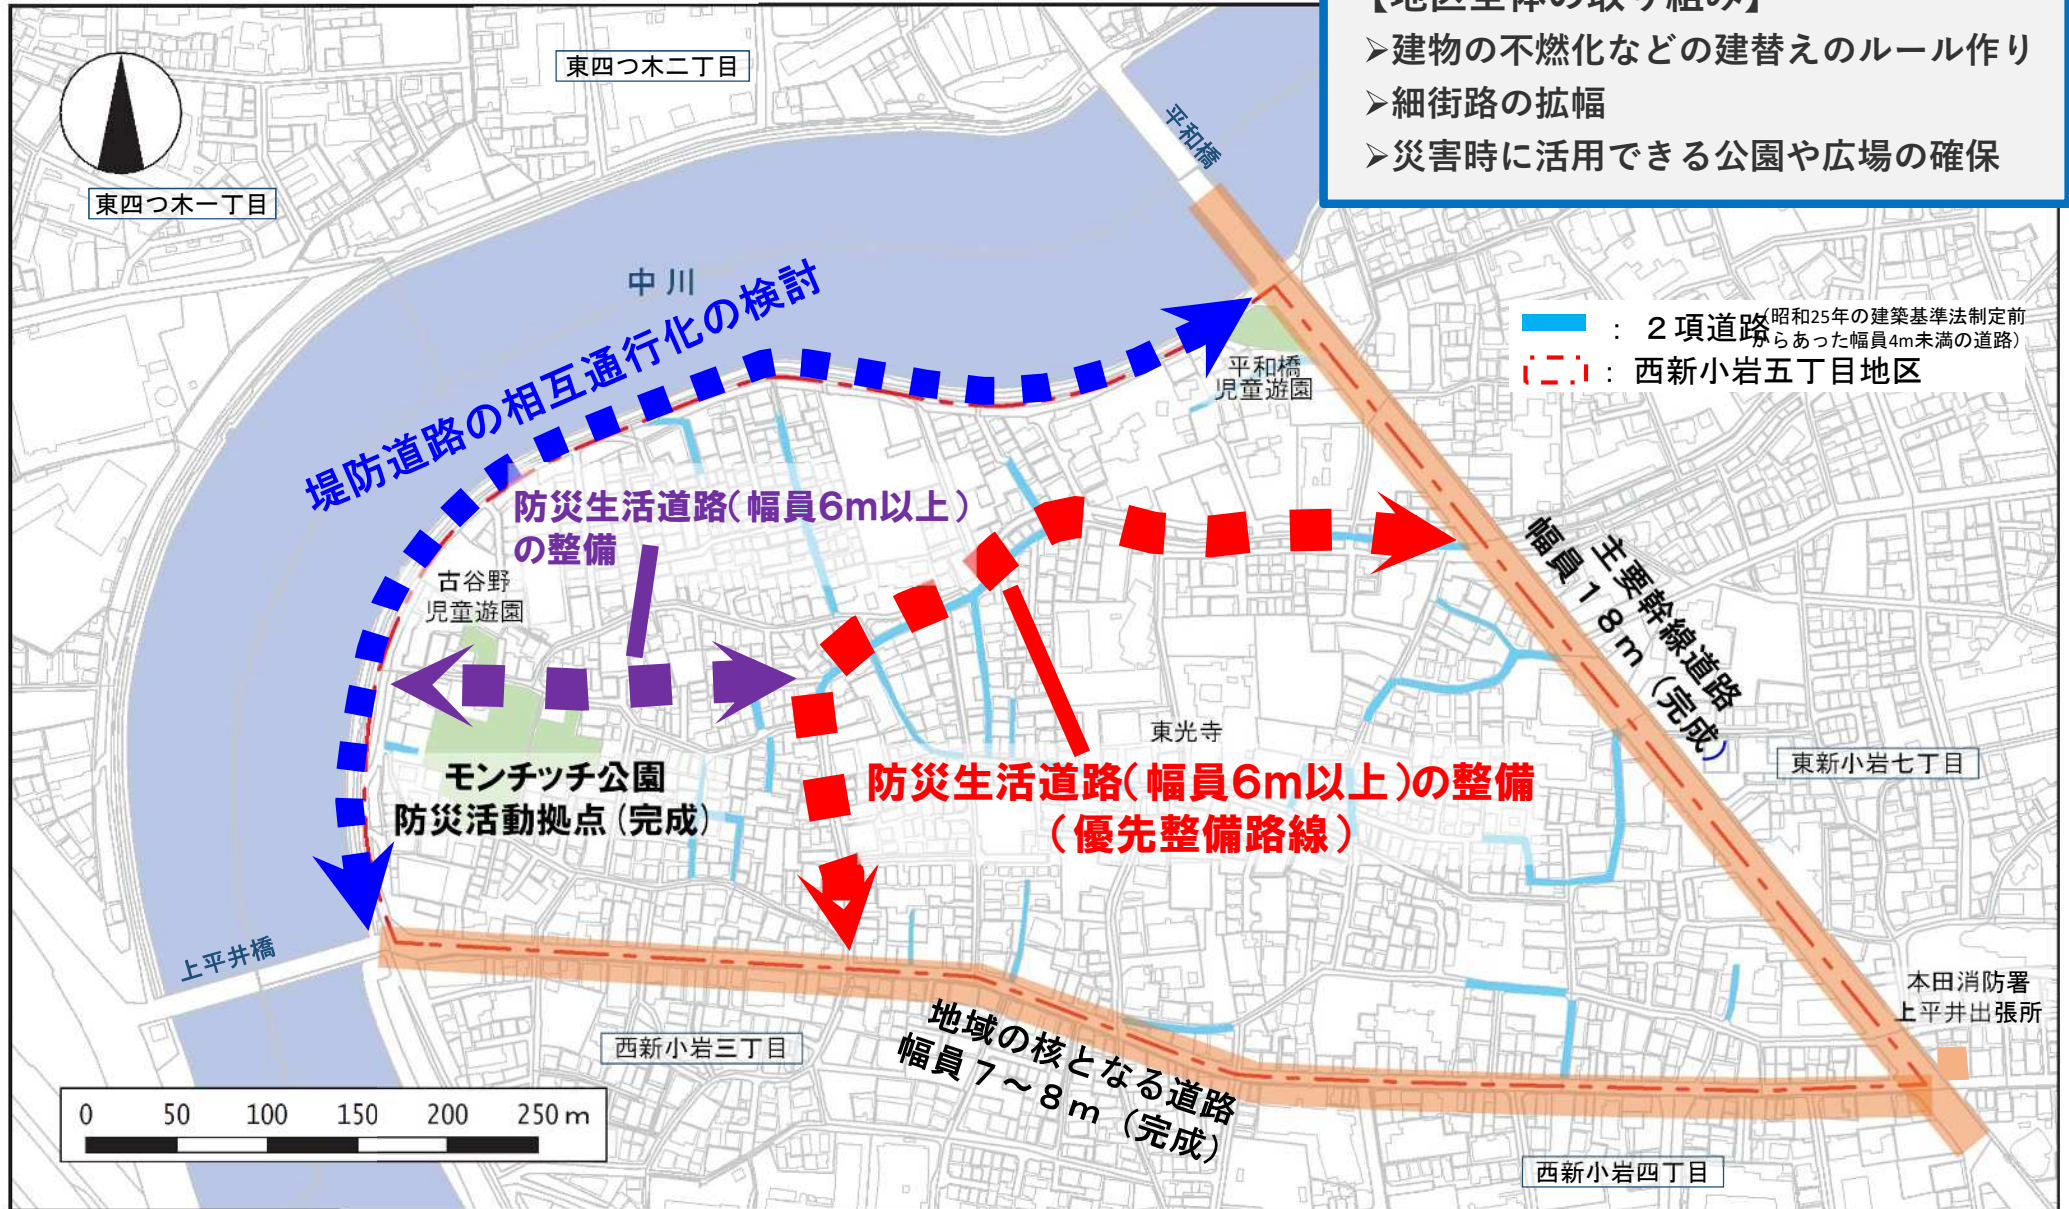 【地区全体の取り組み】
➢建物の不燃化などの建替えのルール作り
➢細街路の拡幅
➢災害時に活用できる公園や広場の確保
東四つ木二丁目
東四つ木一丁目
平和橋
中川
堤防道路の相互通行化の検討
：２項道路（昭和25年の建築基準法制定前
からあった幅員4m未満の道路）
：西新小岩五丁目地区
平和橋
児童遊園
防災生活道路（幅員6m以上）
の整備
古谷野
児童遊園
主要幹線道路
幅員１８ｍ（完成）
東光寺
東新小岩七丁目
モンチッチ公園
防災活動拠点（完成）
防災生活道路（幅員6m以上）の整備
（優先整備路線）
上平井橋
本田消防署
上平井出張所
地域の核となる道路
幅員７～８ｍ（完成）
西新小岩三丁目
西新小岩四丁目
0 50 100 150 200 250 m